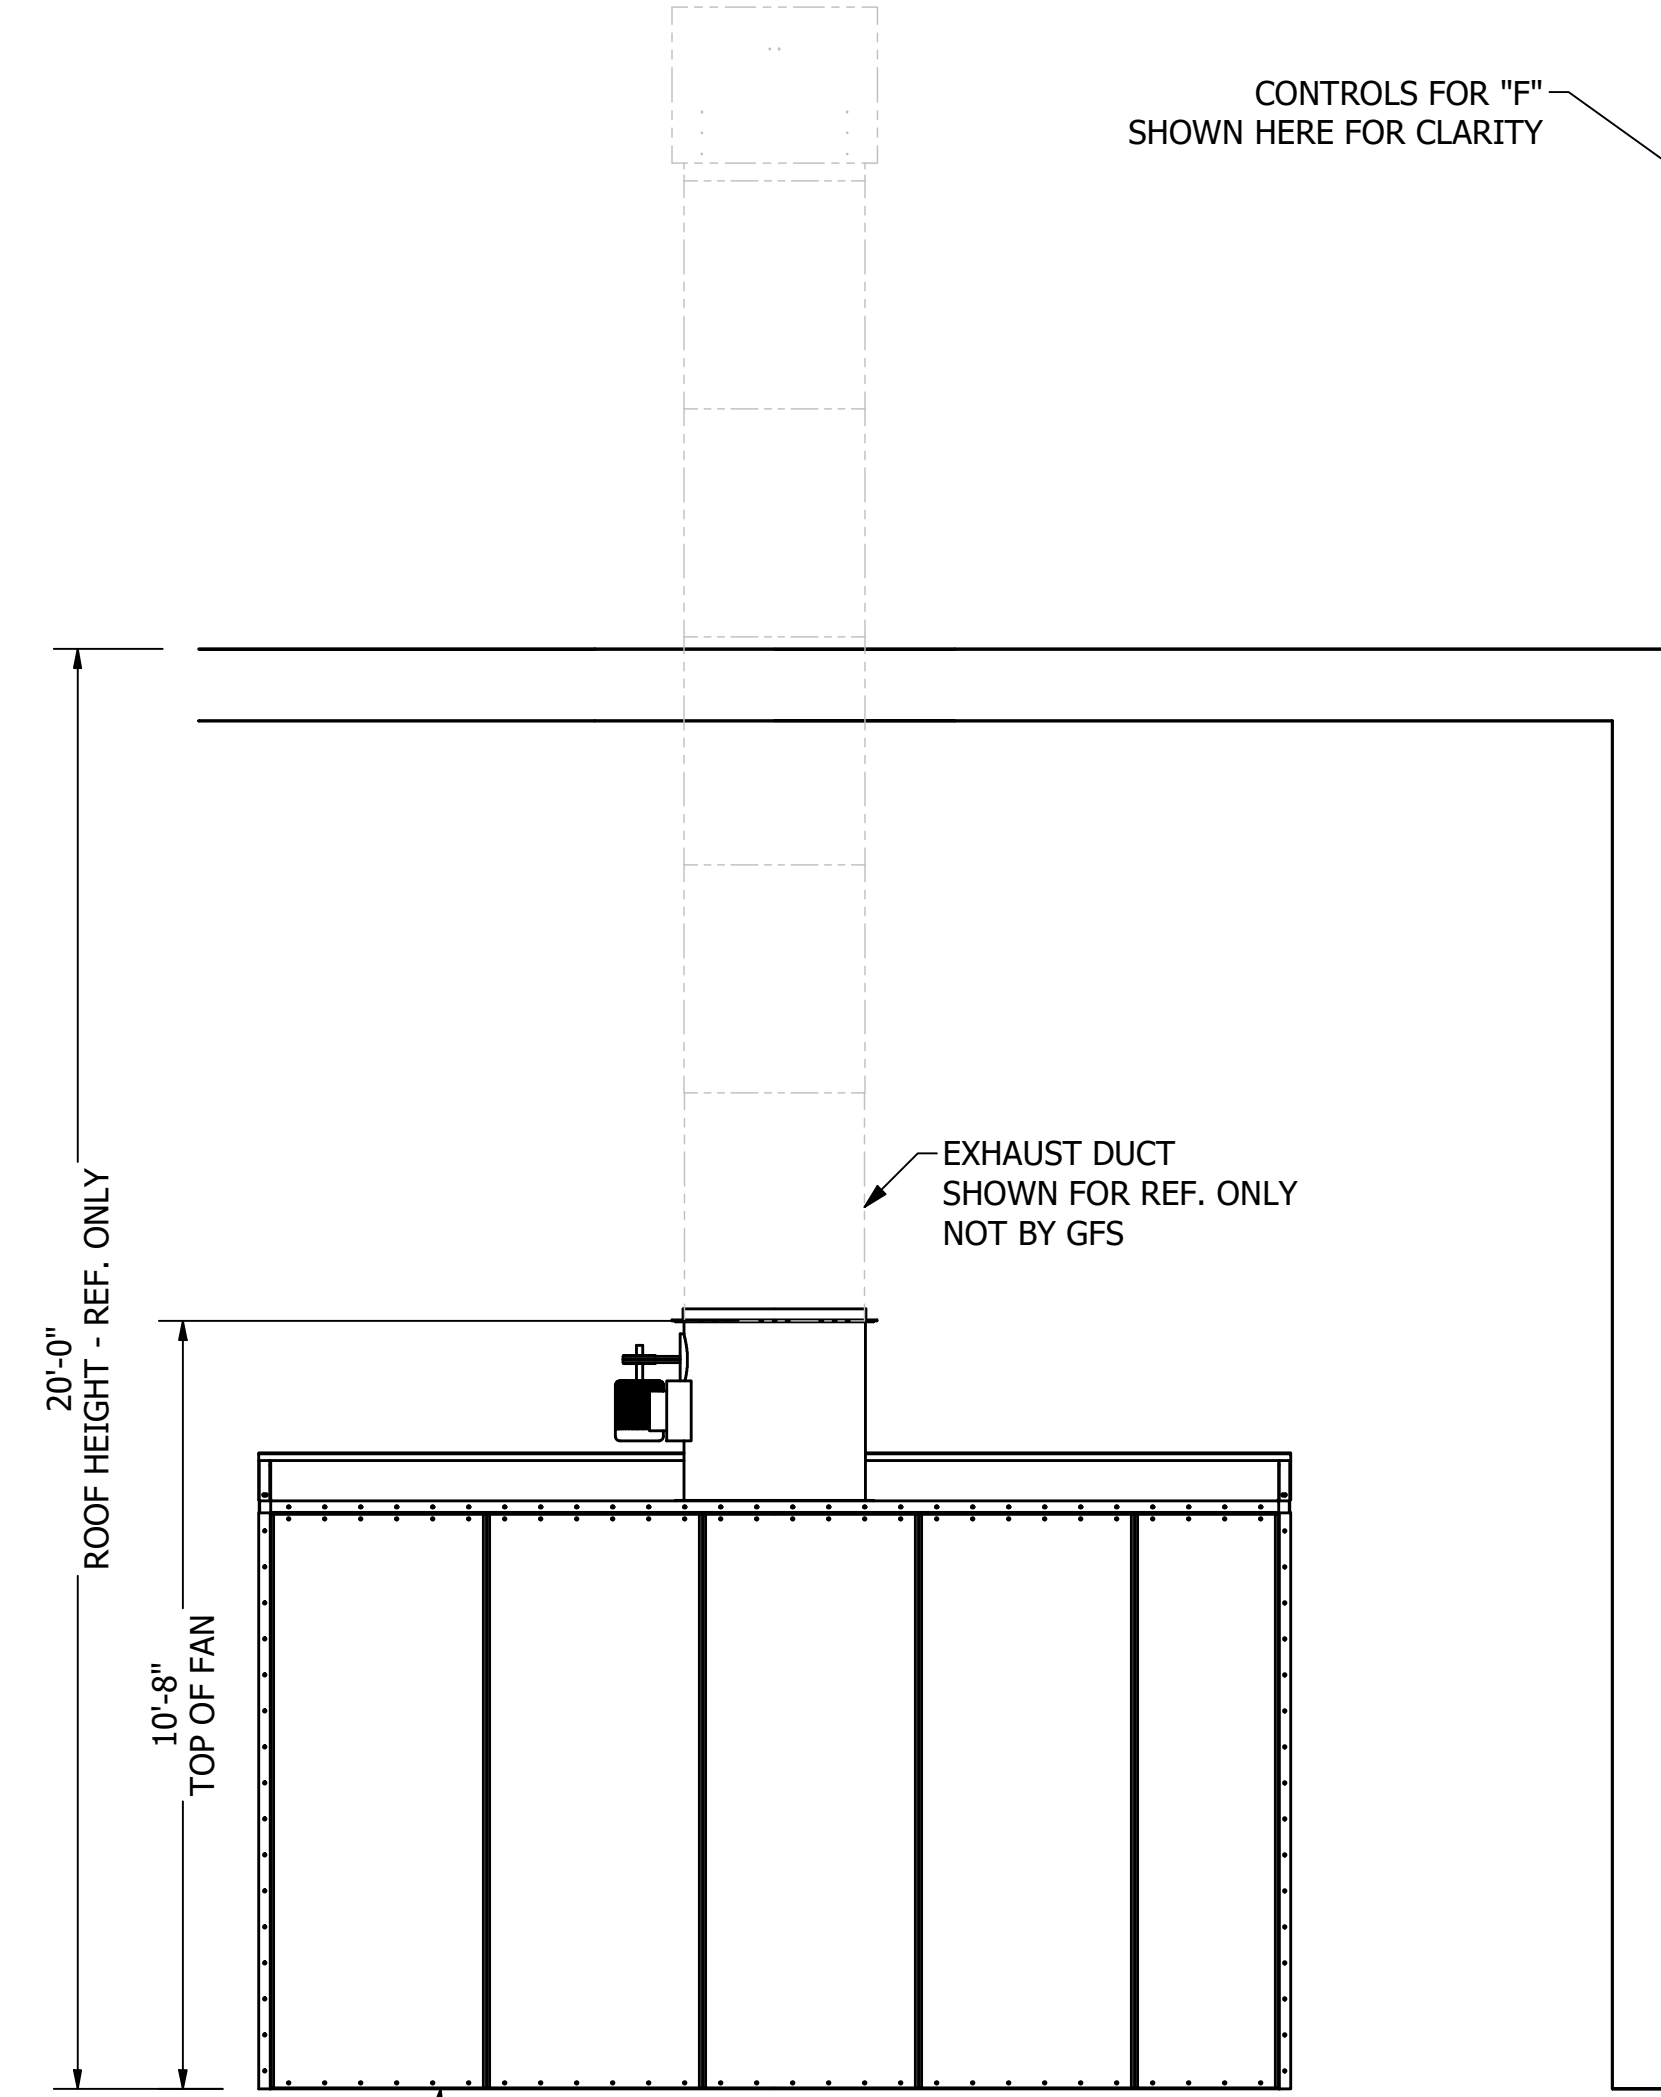 CONTROLS FOR "F"
SHOWN HERE FOR CLARITY
EXHAUST DUCT
SHOWN FOR REF. ONLY
NOT BY GFS
20'-0"
ROOF HEIGHT - REF. ONLY
10'-8"
TOP OF FAN